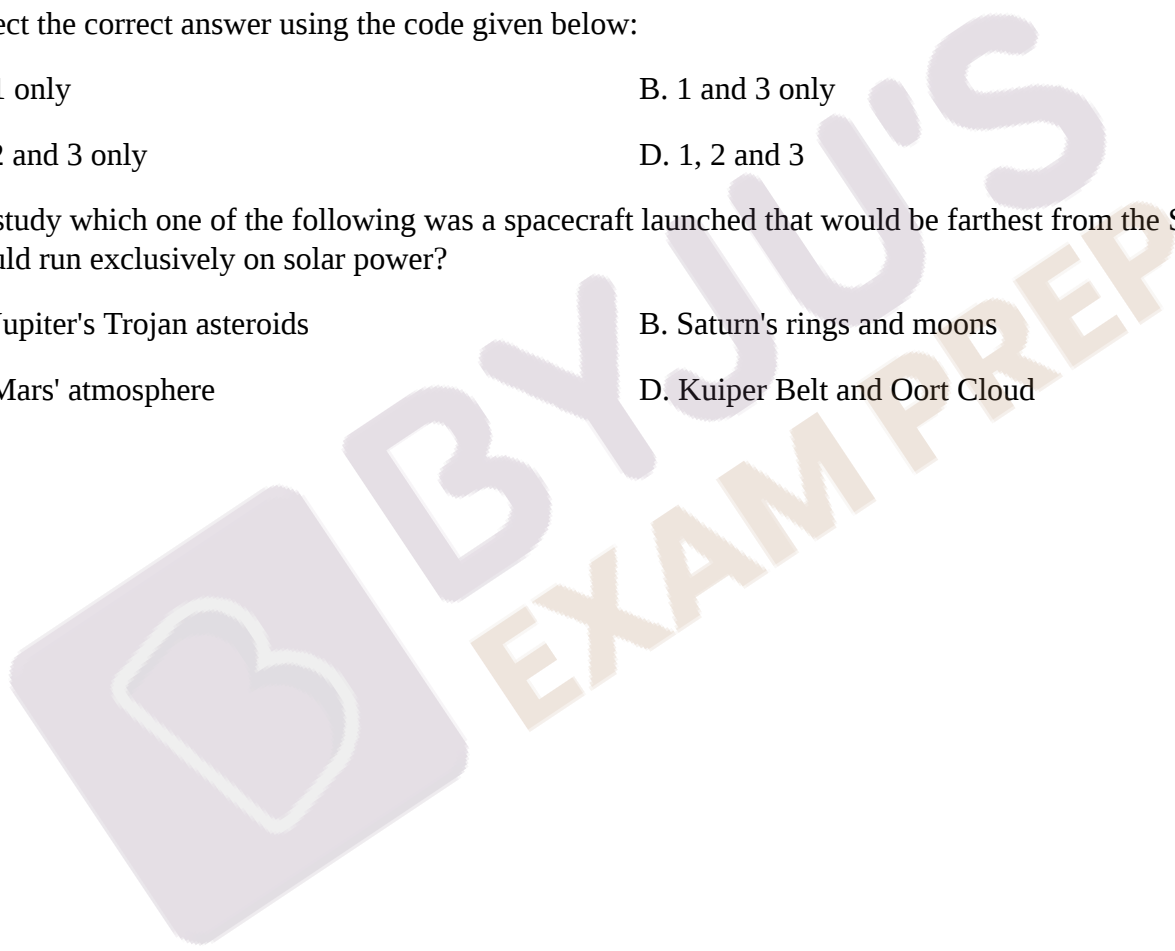 ect the correct answer using the code given below:
1 only B. 1 and 3 only
2 and 3 only D. 1, 2 and 3
study which one of the following was a spacecraft launched that would be farthest from the S
uld run exclusively on solar power?
Jupiter's Trojan asteroids B. Saturn's rings and moons
Mars' atmosphere D. Kuiper Belt and Oort Cloud
BYJU'S
EXAM PREP